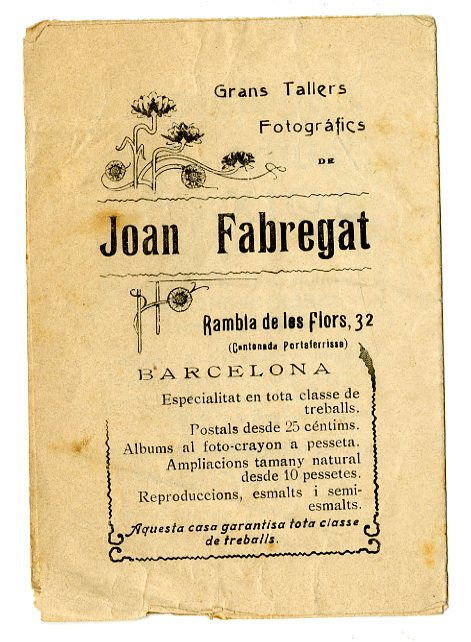 Grans Tallers
Fotográfics
DE
Joan Fabregat
Rambla de les Flors, 32
(Cantonada Portaferrissa)
BARCELONA
Especialitat en tota classe de
treballs.
Postals desde 25 céntims.
Albums al foto-crayon a pesseta.
Ampliacions tamany natural
desde 10 pessetes.
Reproduccions, esmalts i semi-
esmalts.
Aquesta casa garantisa tota classe
de treballs.